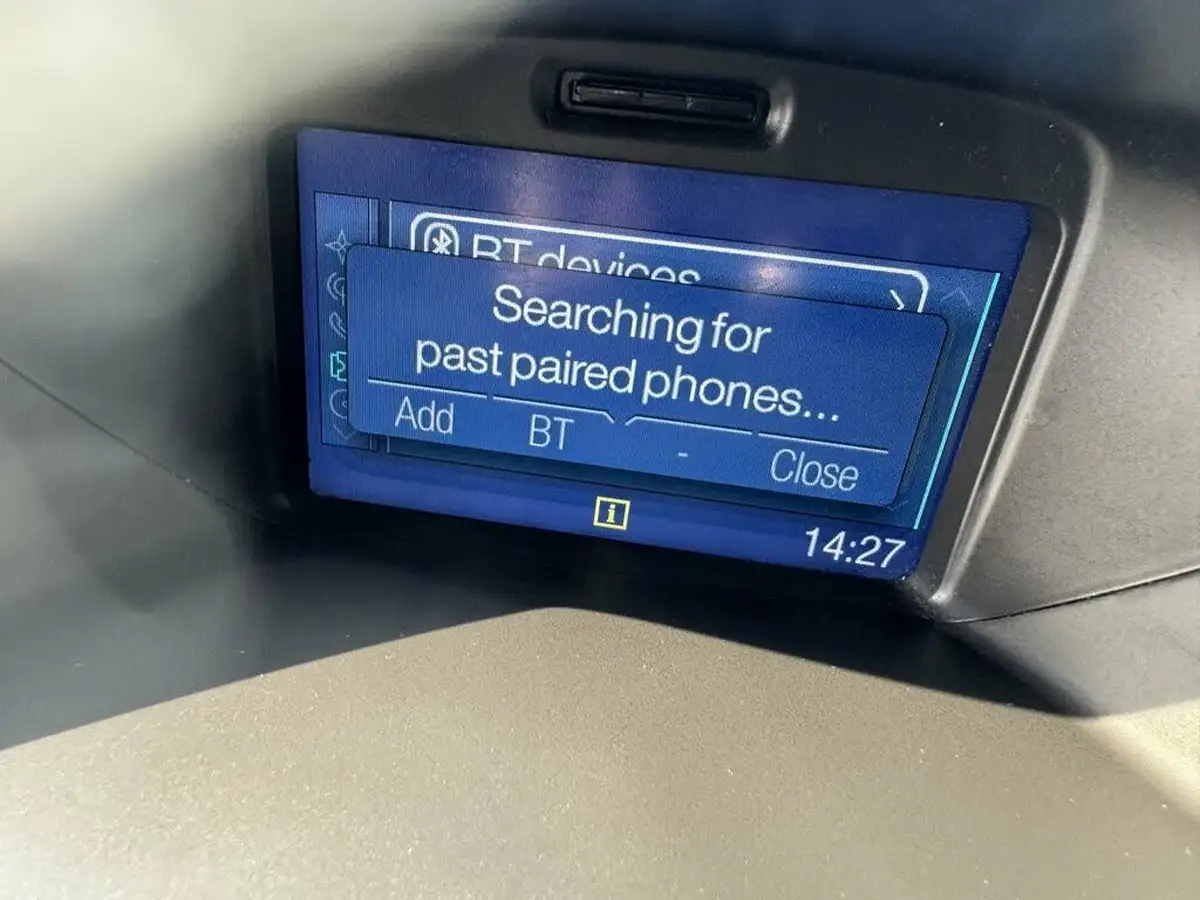 BT devices
Searching for
past paired phones...
Add BT - Close
i
14:27